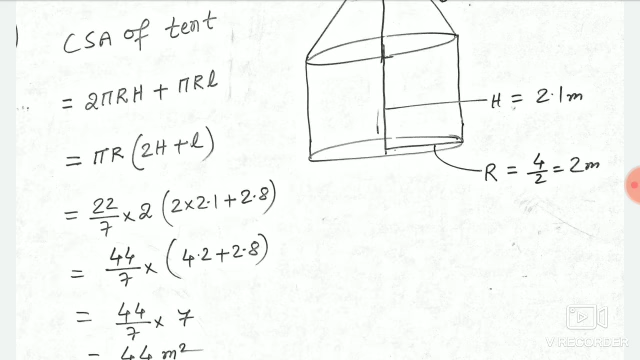 )
CSA of tent
= 2πRH + πRl
= πR (2H + l)
= 22/7 × 2 (2×2·1 + 2·8)
= 44/7 × (4·2 + 2·8)
= 44/7 × 7
= 44 m²
H = 2·1m
R = 4/2 = 2m
V RECORDER